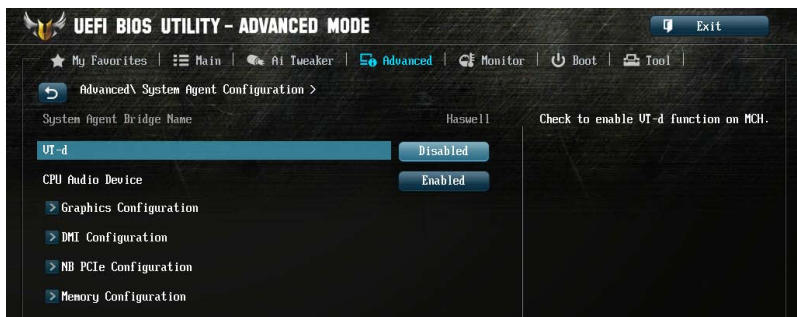 UEFI BIOS UTILITY – ADVANCED MODE
Exit
My Favorites | Main | Ai Tweaker | Advanced | Monitor | Boot | Tool |
Advanced\ System Agent Configuration >
System Agent Bridge Name Haswell
Check to enable VT-d function on MCH.
VT-d Disabled
CPU Audio Device Enabled
> Graphics Configuration
> DMI Configuration
> NB PCIe Configuration
> Memory Configuration